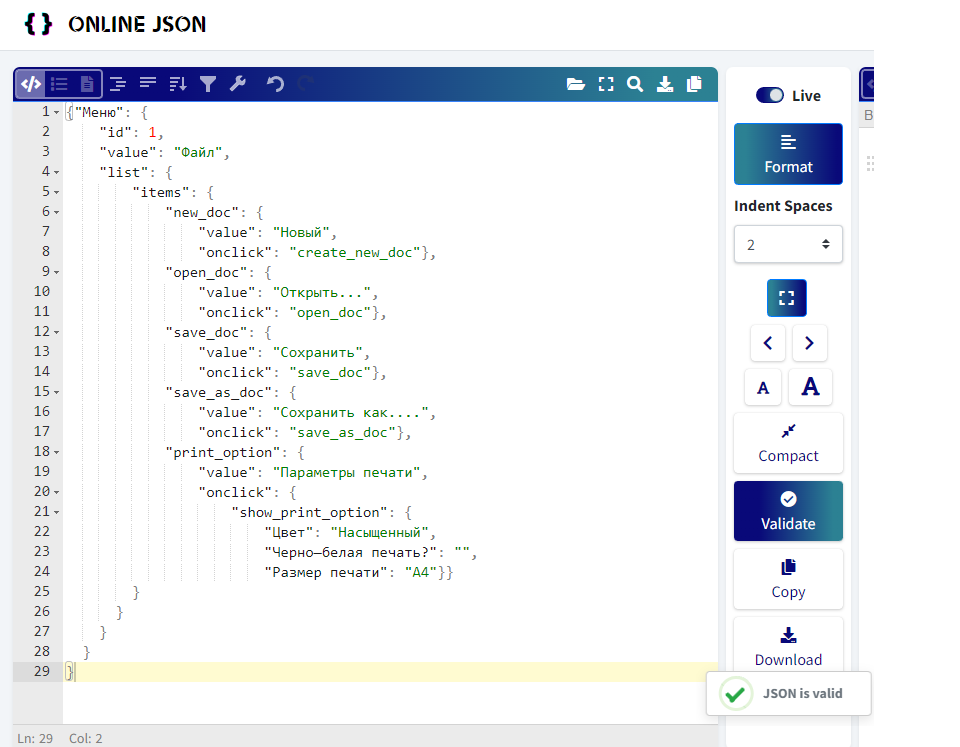 { } ONLINE JSON
Live
Format
Indent Spaces
2
A A
Compact
Validate
Copy
Download
JSON is valid
B
1 {"Меню": {
2 "id": 1,
3 "value": "Файл",
4 "list": {
5 "items": {
6 "new_doc": {
7 "value": "Новый",
8 "onclick": "create_new_doc"},
9 "open_doc": {
10 "value": "Открыть...",
11 "onclick": "open_doc"},
12 "save_doc": {
13 "value": "Сохранить",
14 "onclick": "save_doc"},
15 "save_as_doc": {
16 "value": "Сохранить как....",
17 "onclick": "save_as_doc"},
18 "print_option": {
19 "value": "Параметры печати",
20 "onclick": {
21 "show_print_option": {
22 "Цвет": "Насыщенный",
23 "Черно–белая печать?": "",
24 "Размер печати": "A4"}}
25 }
26 }
27 }
28 }
29 }
Ln: 29 Col: 2